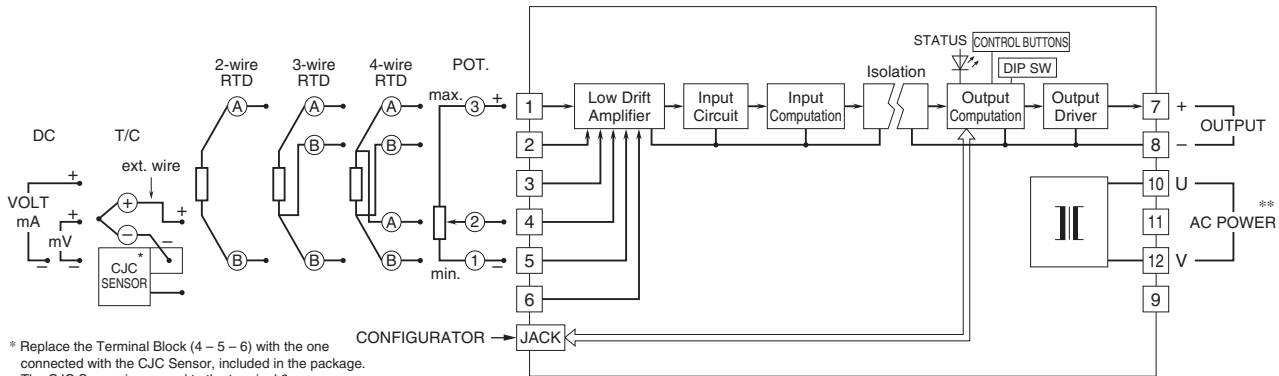 2-wire RTD
3-wire RTD
4-wire RTD
POT.
DC
T/C
ext. wire
VOLT
mA
mV
+
−
+
−
+
−
+
−
CJC SENSOR
*
A
B
A
B
B
A
B
A
B
max.
3
+
2
min.
1
−
1
2
3
4
5
6
JACK
CONFIGURATOR
Low Drift Amplifier
Input Circuit
Input Computation
Isolation
STATUS
CONTROL BUTTONS
DIP SW
Output Computation
Output Driver
7
+
8
−
OUTPUT
10
U
11
12
V
9
AC POWER
**
* Replace the Terminal Block (4 – 5 – 6) with the one
connected with the CJC Sensor, included in the package.